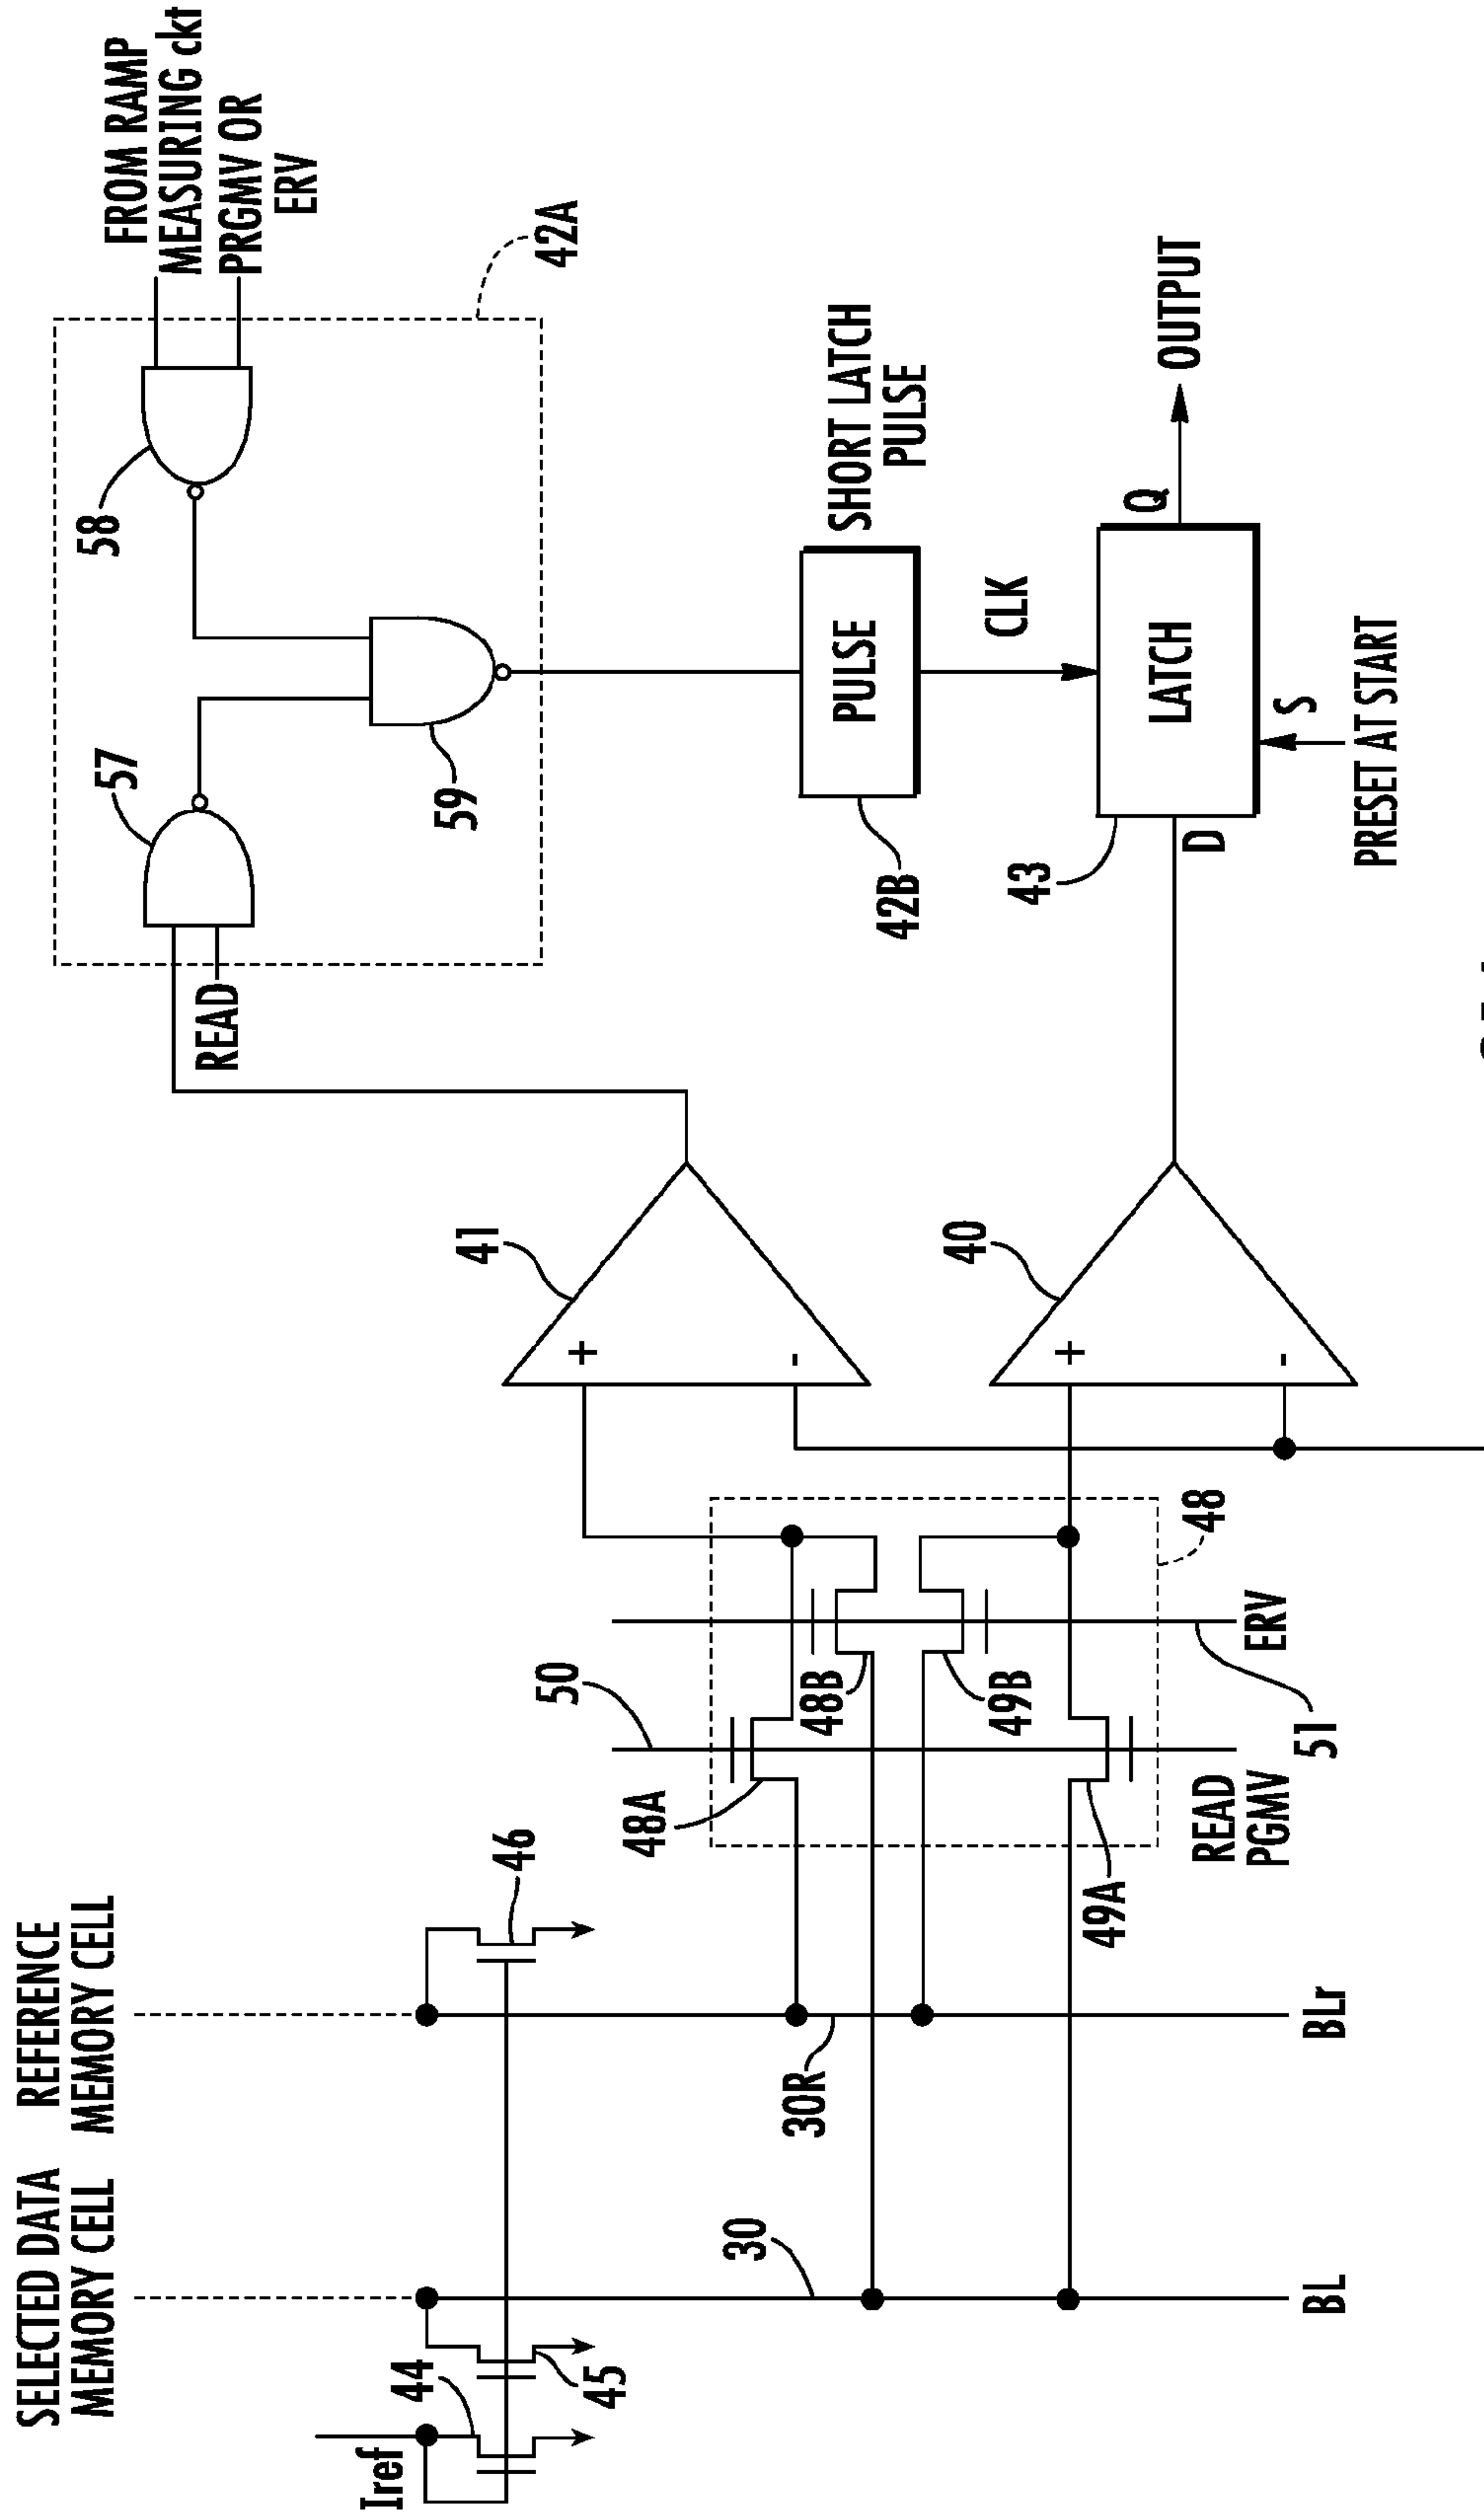 SELECTED DATA
MEMORY CELL
REFERENCE
MEMORY CELL
Iref
44
45
46
30
30R
BL
BLr
48A
48B
49A
49B
50
51
READ
PGMV
ERV
48
41
+
-
40
+
-
READ
57
58
59
FROM RAMP
MEASURING ckt
PRGMV OR
ERV
42A
PULSE
42B
SHORT LATCH
PULSE
CLK
LATCH
43
D
Q
S
PRESET AT START
OUTPUT